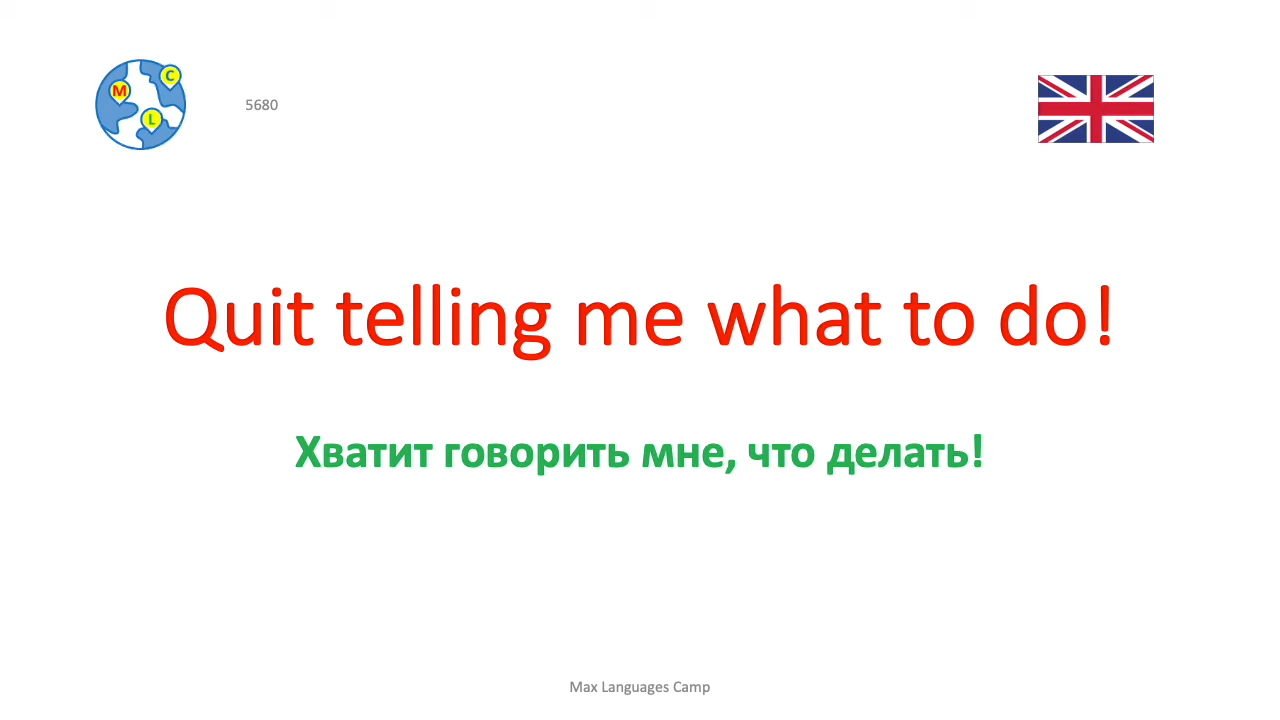 M
C
L
5680
Quit telling me what to do!
Хватит говорить мне, что делать!
Max Languages Camp